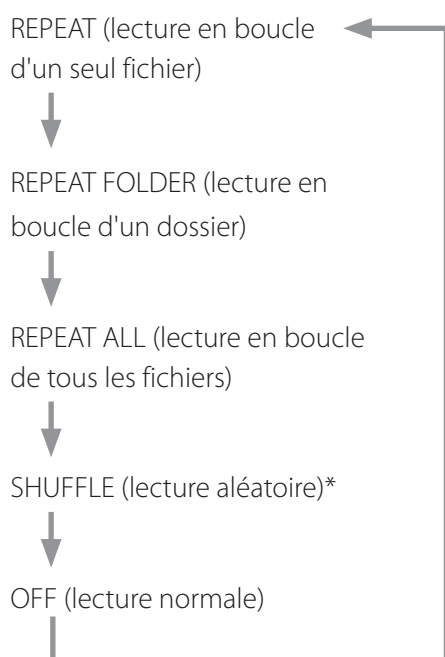 REPEAT (lecture en boucle
d'un seul fichier)
REPEAT FOLDER (lecture en
boucle d'un dossier)
REPEAT ALL (lecture en boucle
de tous les fichiers)
SHUFFLE (lecture aléatoire)*
OFF (lecture normale)